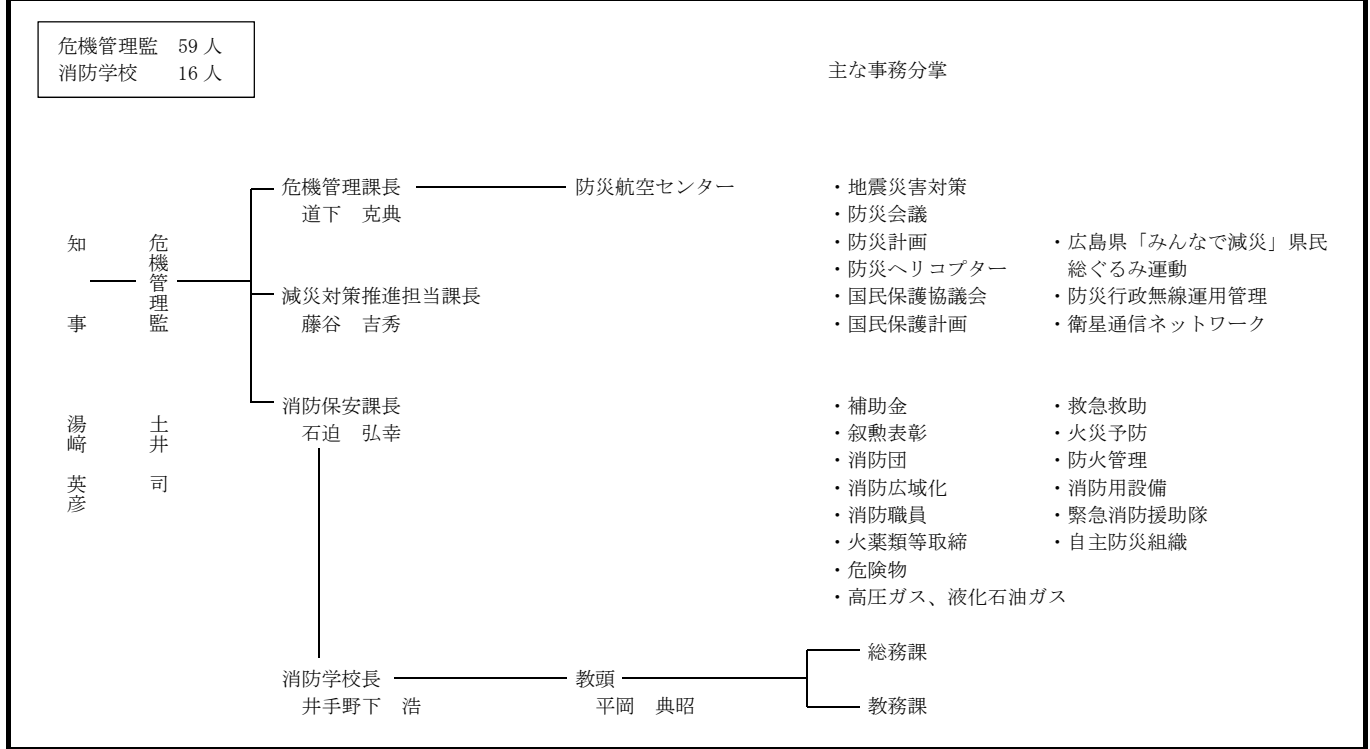 危機管理監　59 人
消防学校　　16 人
主な事務分掌
知事　湯﨑　英彦
危機管理監　土井　司
危機管理課長
道下　克典
防災航空センター
減災対策推進担当課長
藤谷　吉秀
・地震災害対策
・防災会議
・防災計画
・防災ヘリコプター
・国民保護協議会
・国民保護計画
・広島県「みんなで減災」県民
総ぐるみ運動
・防災行政無線運用管理
・衛星通信ネットワーク
消防保安課長
石迫　弘幸
・補助金
・叙勲表彰
・消防団
・消防広域化
・消防職員
・火薬類等取締
・危険物
・高圧ガス、液化石油ガス
・救急救助
・火災予防
・防火管理
・消防用設備
・緊急消防援助隊
・自主防災組織
消防学校長
井手野下　浩
教頭
平岡　典昭
総務課
教務課